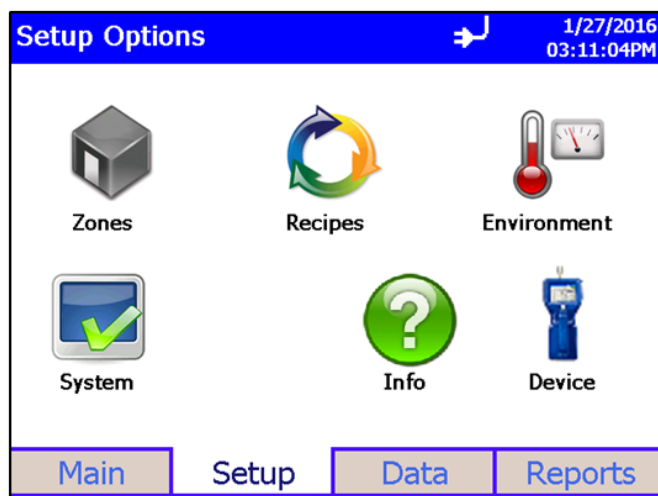 Setup Options
1/27/2016
03:11:04PM
Zones
Recipes
Environment
System
?
Info
Device
Main
Setup
Data
Reports